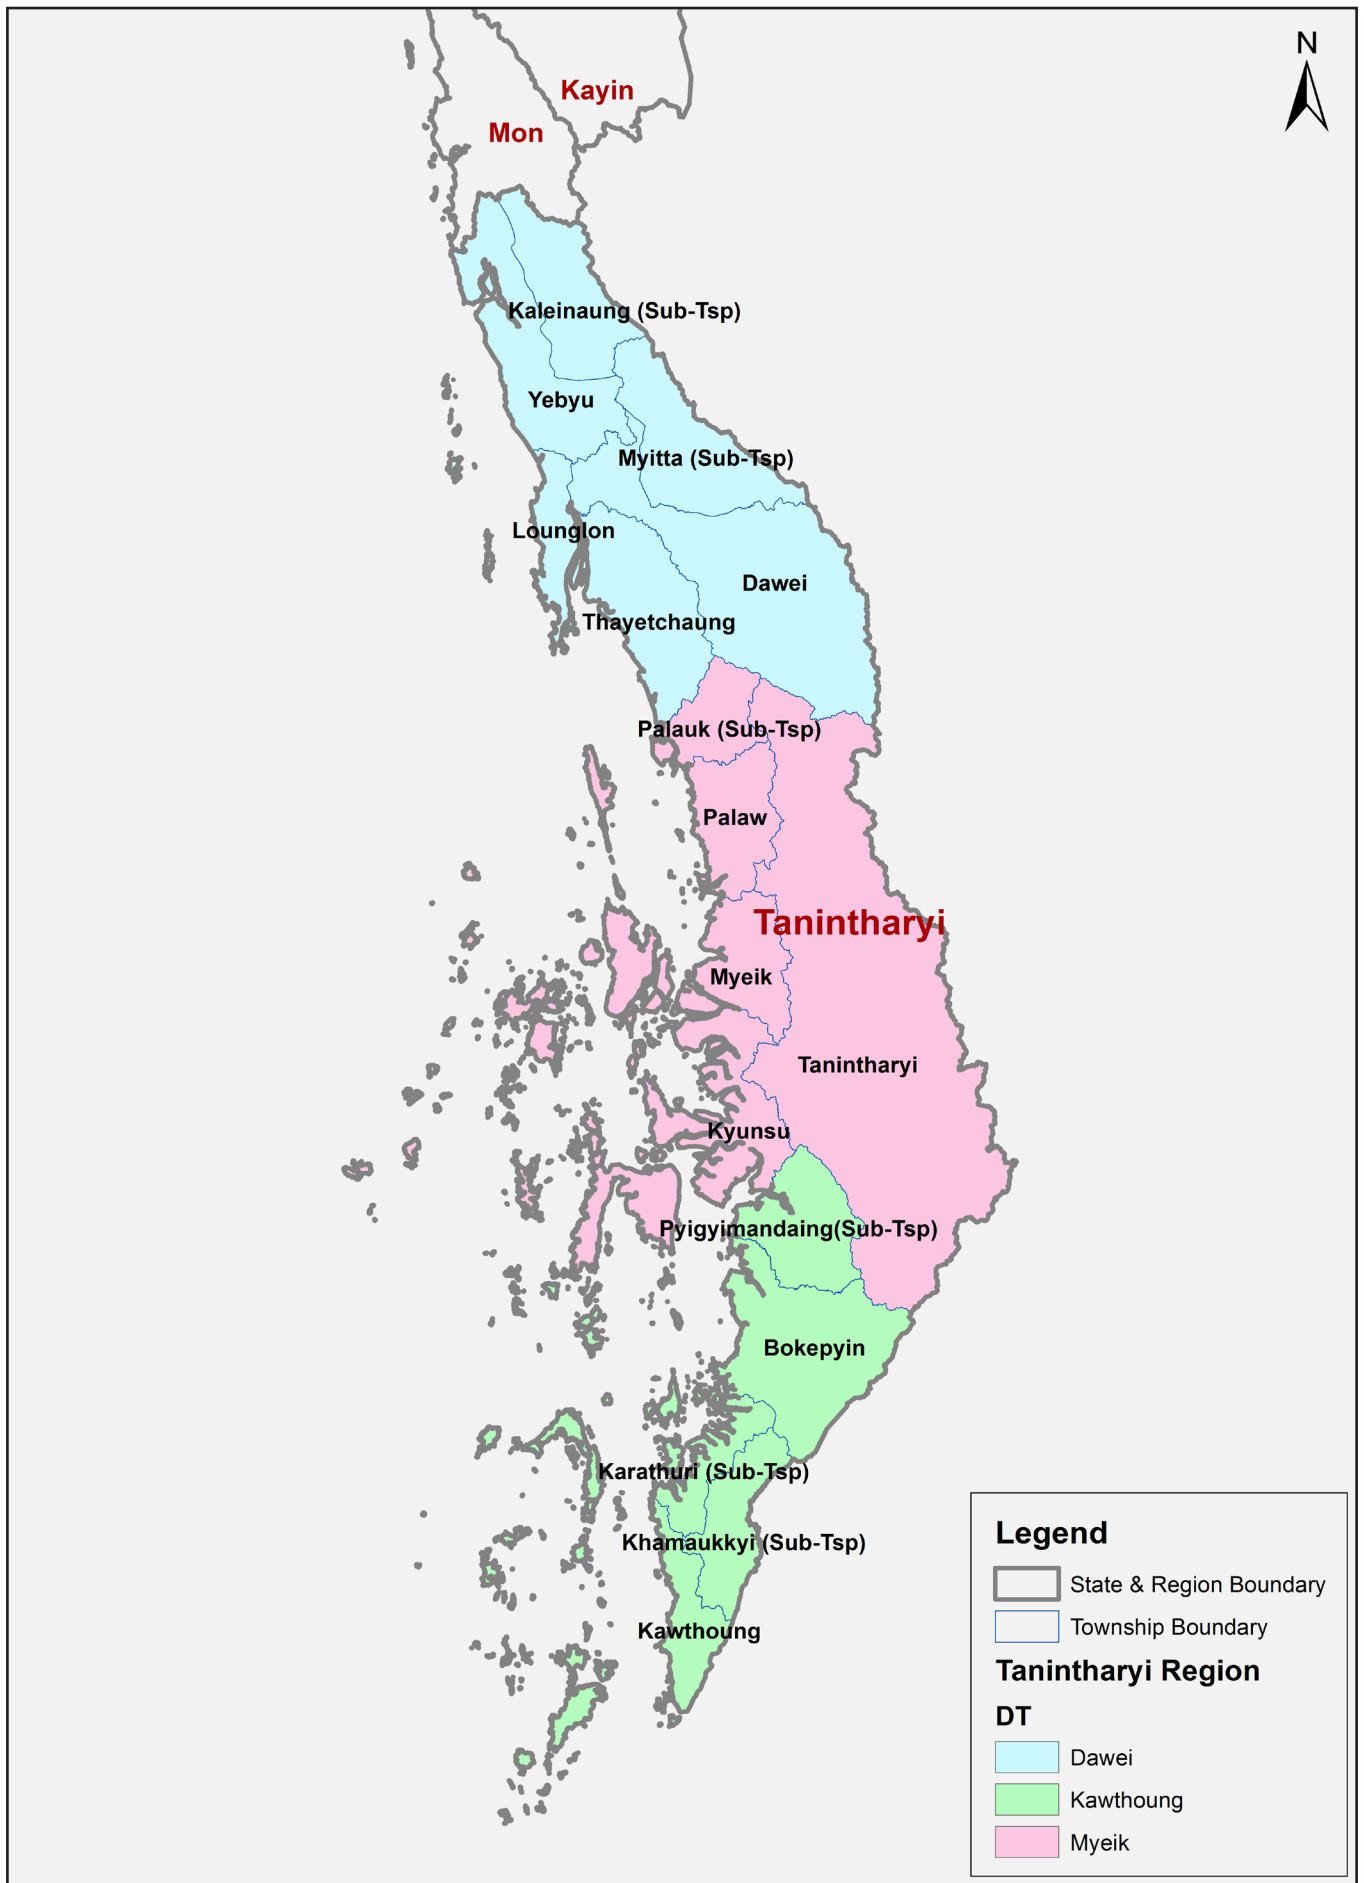 N
Kayin
Mon
Kaleinaung (Sub-Tsp)
Yebyu
Myitta (Sub-Tsp)
Lounglon
Dawei
Thayetchaung
Palauk (Sub-Tsp)
Palaw
Tanintharyi
Myeik
Tanintharyi
Kyunsu
Pyigyimandaing(Sub-Tsp)
Bokepyin
Karathuri (Sub-Tsp)
Khamaukkyi (Sub-Tsp)
Kawthoung
Legend
State & Region Boundary
Township Boundary
Tanintharyi Region
DT
Dawei
Kawthoung
Myeik